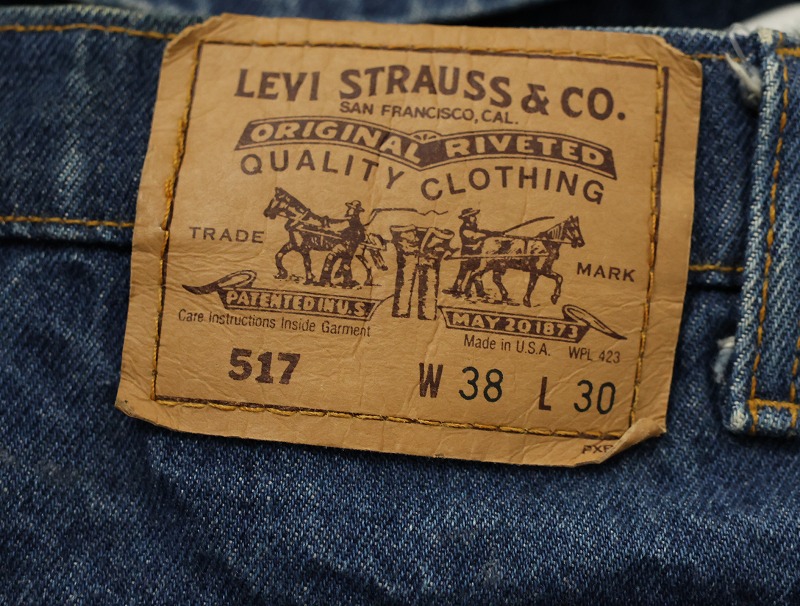 LEVI STRAUSS & CO.
SAN FRANCISCO, CAL.
ORIGINAL RIVETED
QUALITY CLOTHING
TRADE MARK
PATENTED IN U.S. MAY 20 1873
Care Instructions Inside Garment
Made in U.S.A. WPL 423
517 W 38 L 30